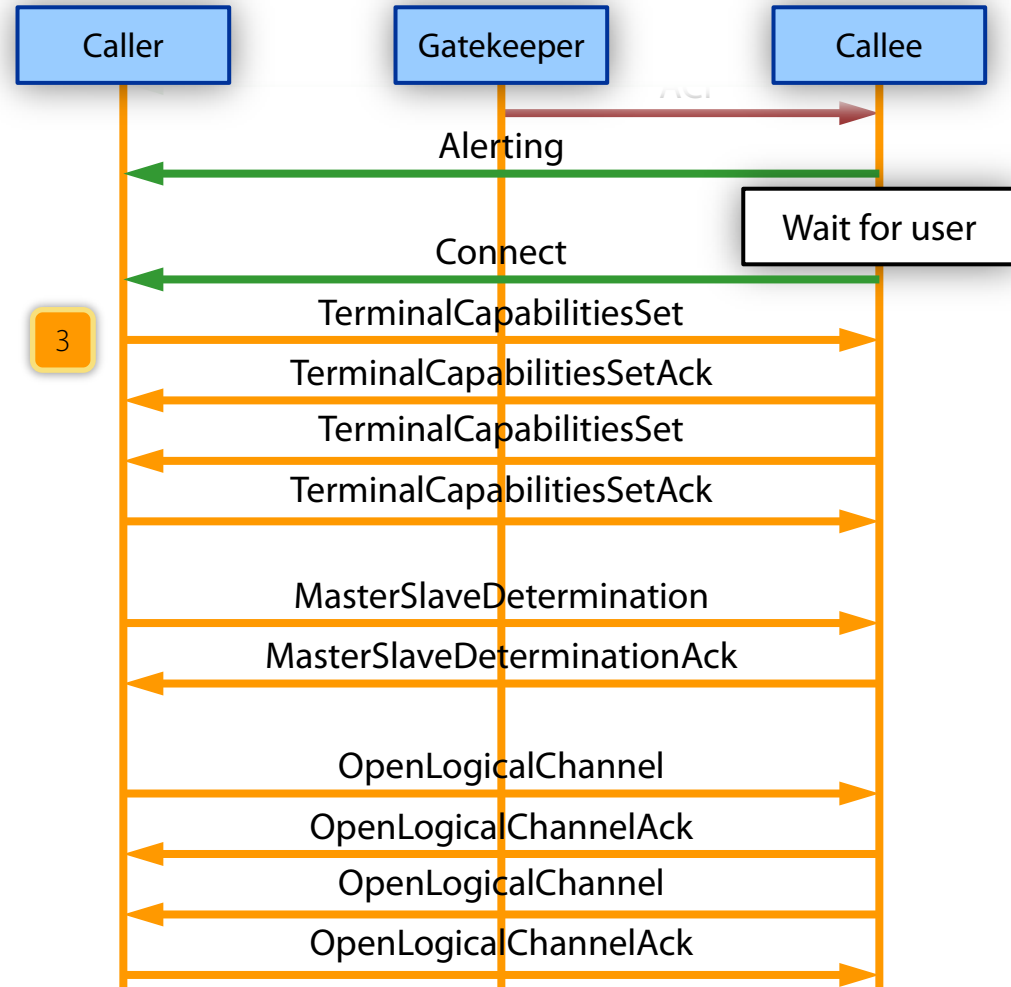 Caller
Gatekeeper
Callee
Alerting
Wait for user
Connect
3
TerminalCapabilitiesSet
TerminalCapabilitiesSetAck
TerminalCapabilitiesSet
TerminalCapabilitiesSetAck
MasterSlaveDetermination
MasterSlaveDeterminationAck
OpenLogicalChannel
OpenLogicalChannelAck
OpenLogicalChannel
OpenLogicalChannelAck